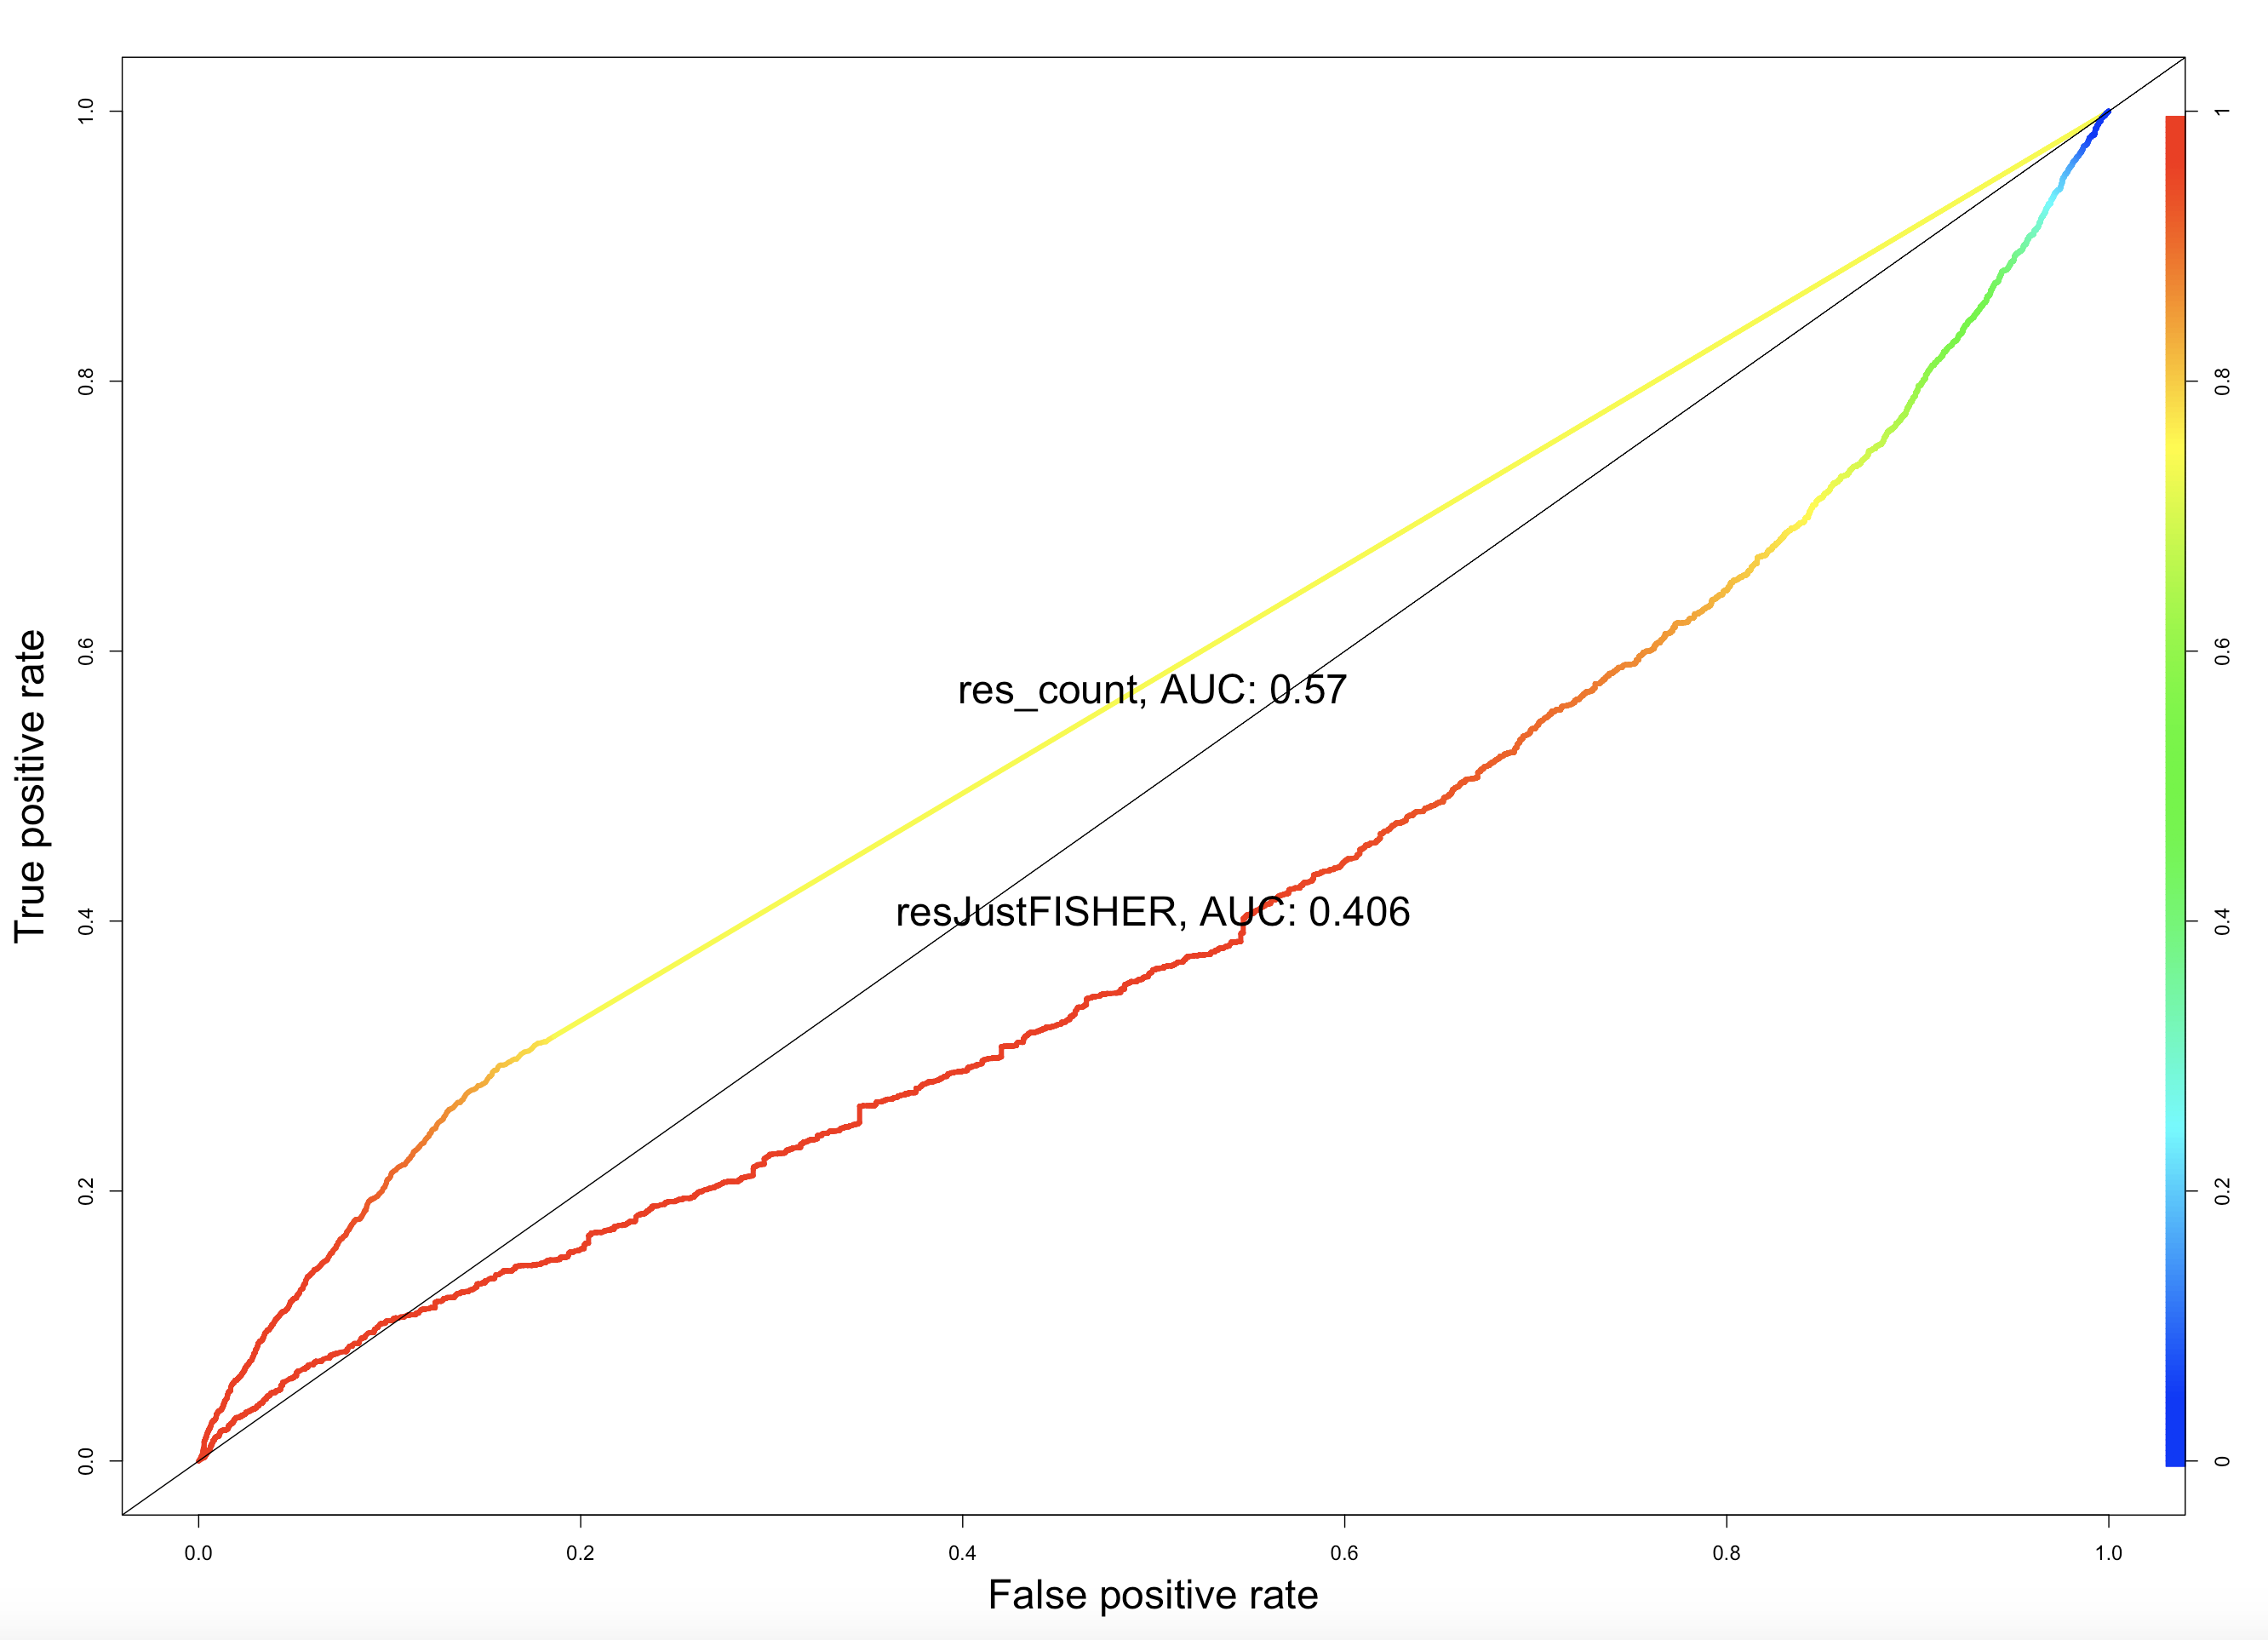 1.0
0.8
0.6
0.4
0.2
0.0
True positive rate
res_count, AUC: 0.57
resJustFISHER, AUC: 0.406
1
0.8
0.6
0.4
0.2
0
0.0 0.2 0.4 0.6 0.8 1.0
False positive rate